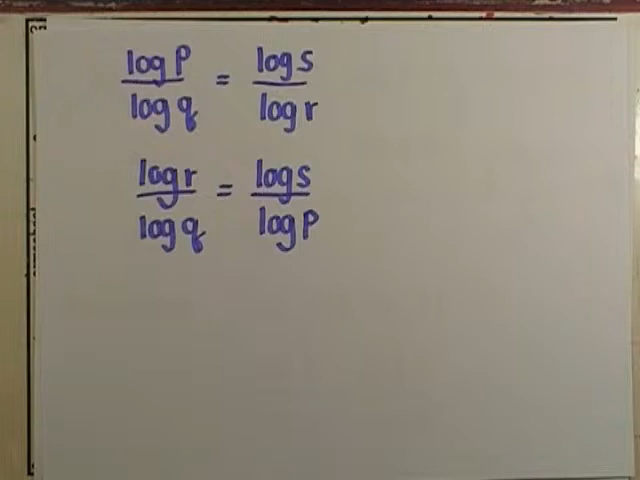 log p / log q = log s / log r
log r / log q = log s / log p